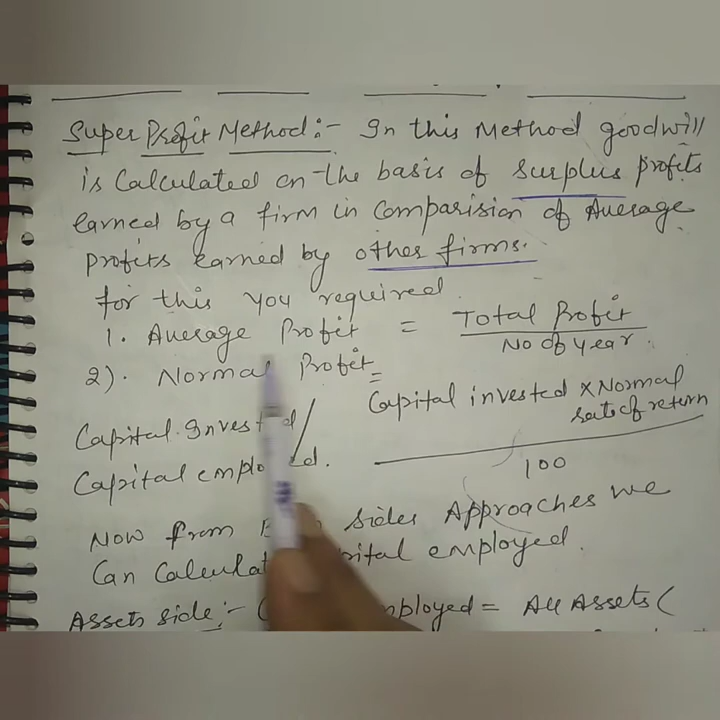 Super Profit Method:- In this Method goodwill
is Calculated on the basis of Surplus profits
earned by a firm in Comparision of Average
Profits earned by other firms.
for this you required.
1. Average Profit = Total Profit / No of year.
2). Normal Profit = Capital invested X Normal rate of return / 100
Capital Invested /
Capital employed.
Now from sides Approaches we
Can Calculate employed.
Assets side:- = All Assets (